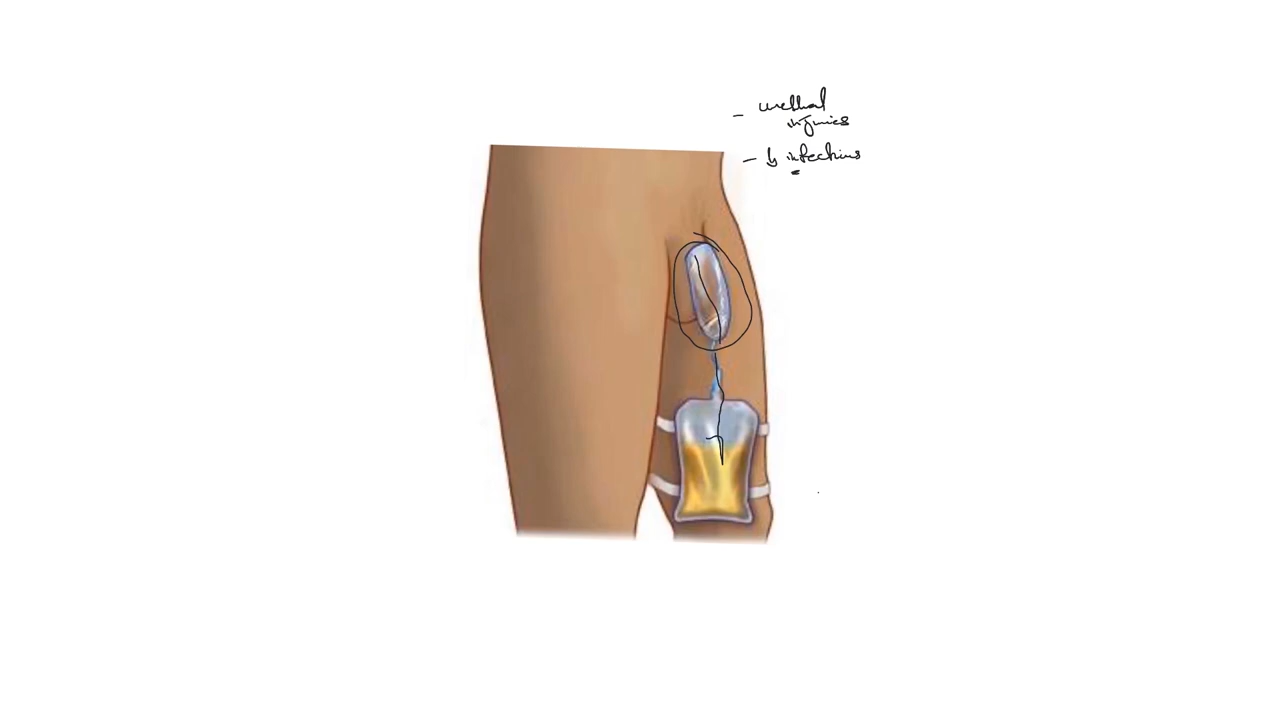 - urethral
injuries
- ↓ infections